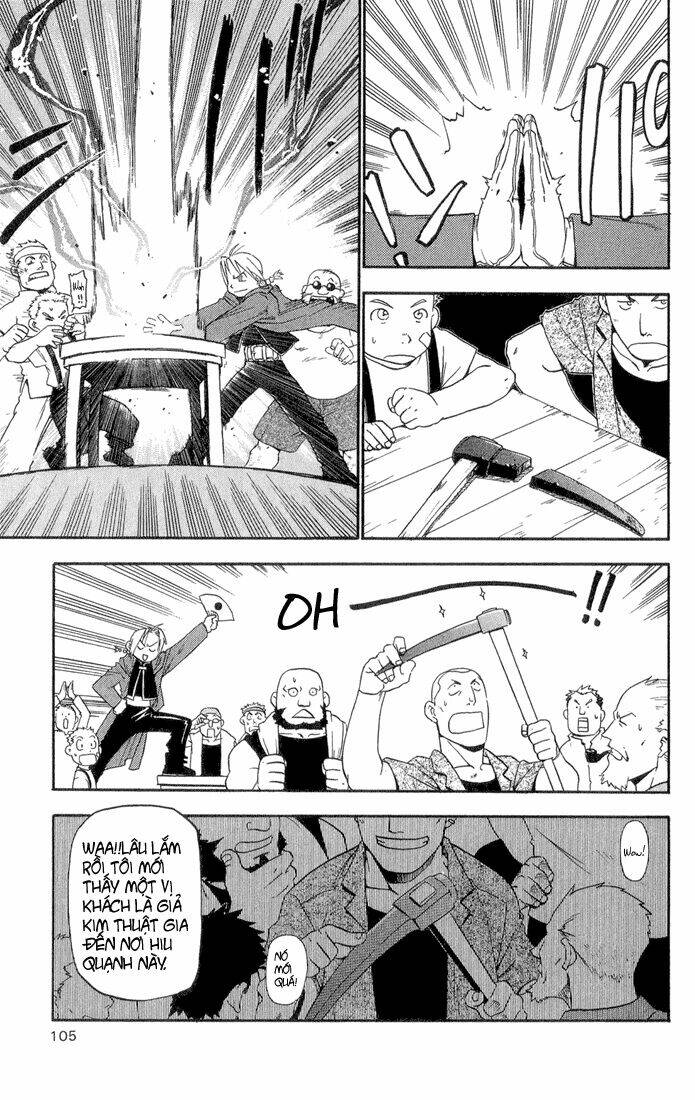 Wah
!!
OH
!!
Wow!
WAA!!LÂU LẮM
RỒI TÔI MỚI
THẤY MỘT VỊ
KHÁCH LÀ GIẢ
KIM THUẬT GIA
ĐẾN NƠI HIU
QUẠNH NÀY.
NÓ
MỚI
QUÁ!
105